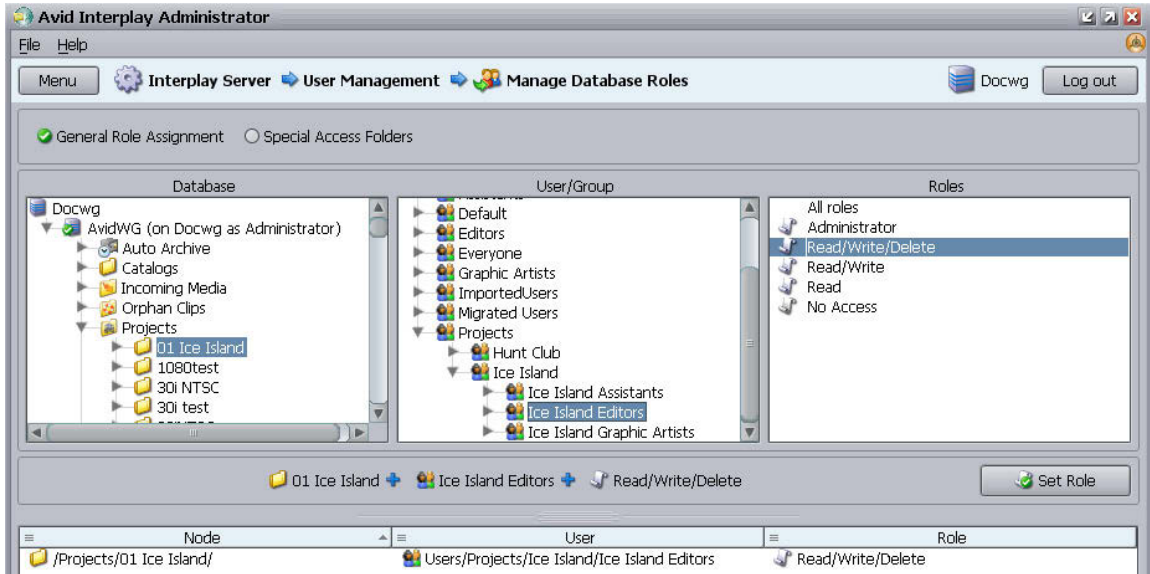 Avid Interplay Administrator
File Help
Menu Interplay Server User Management Manage Database Roles Docwg Log out
General Role Assignment Special Access Folders
Database
Docwg
AvidWG (on Docwg as Administrator)
Auto Archive
Catalogs
Incoming Media
Orphan Clips
Projects
01 Ice Island
1080test
30i NTSC
30i test
User/Group
Default
Editors
Everyone
Graphic Artists
ImportedUsers
Migrated Users
Projects
Hunt Club
Ice Island
Ice Island Assistants
Ice Island Editors
Ice Island Graphic Artists
Roles
All roles
Administrator
Read/Write/Delete
Read/Write
Read
No Access
01 Ice Island Ice Island Editors Read/Write/Delete Set Role
Node User Role
/Projects/01 Ice Island/ Users/Projects/Ice Island/Ice Island Editors Read/Write/Delete